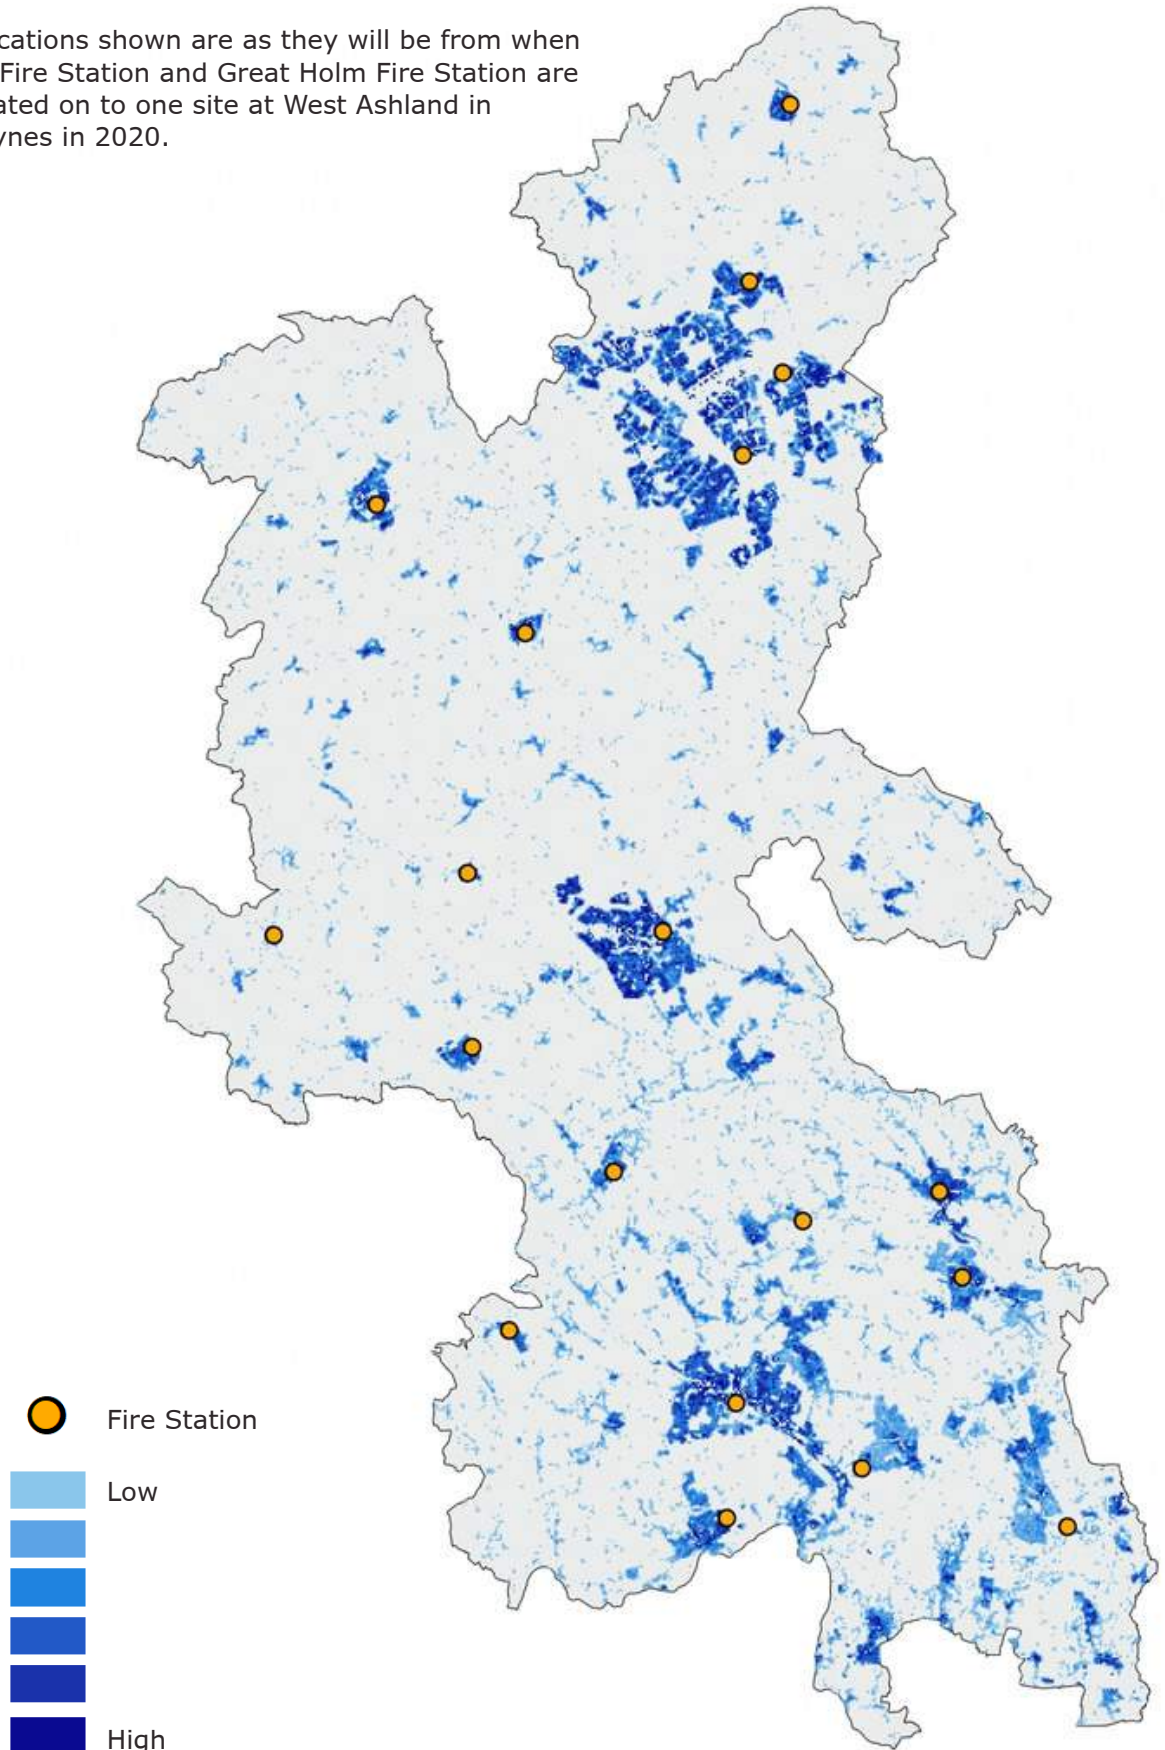 cations shown are as they will be from when
Fire Station and Great Holm Fire Station are
ated on to one site at West Ashland in
ynes in 2020.
Fire Station
Low
High